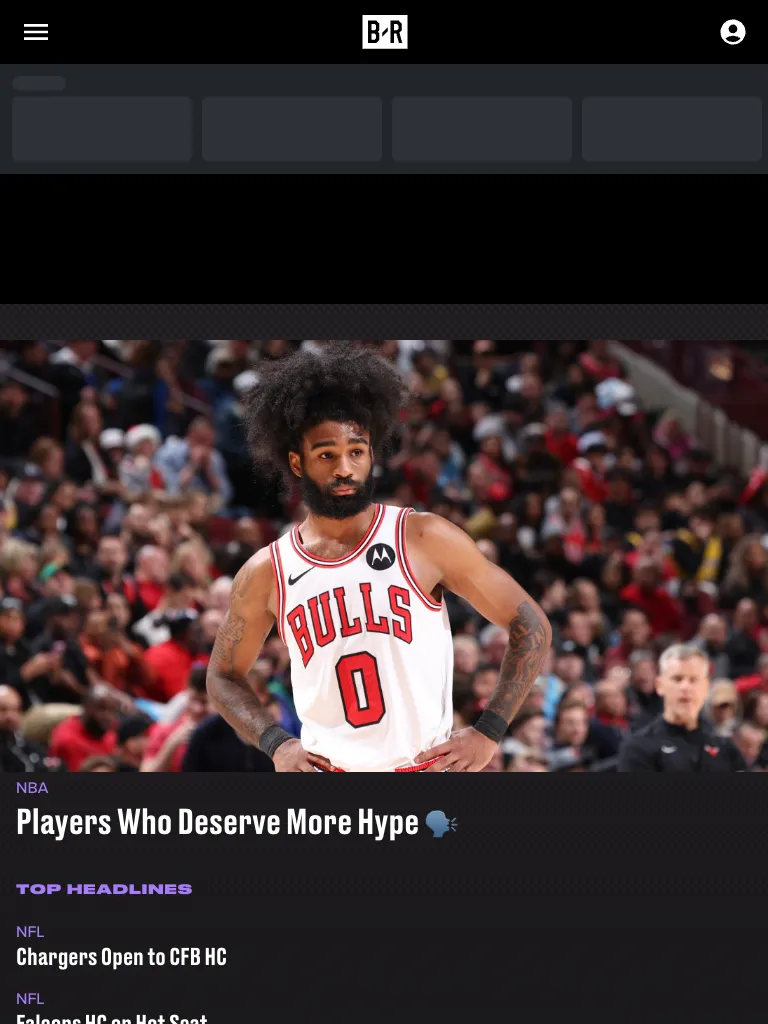 B/R
BULLS
0
NBA
Players Who Deserve More Hype 🗣
TOP HEADLINES
NFL
Chargers Open to CFB HC
NFL
Falcons HC on Hot Seat